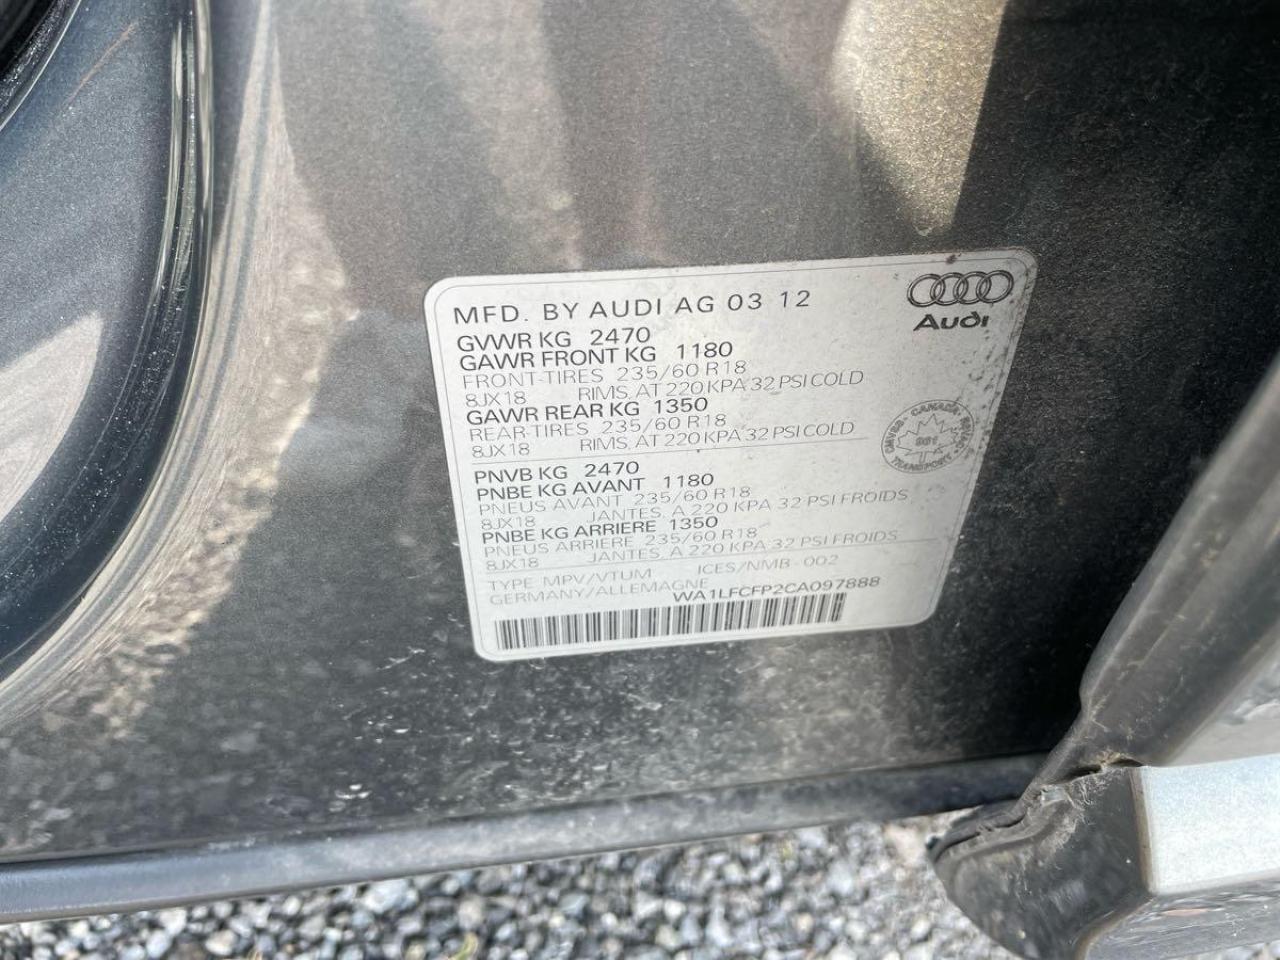 MFD. BY AUDI AG 03 12
Audi
GVWR KG 2470
GAWR FRONT KG 1180
FRONT-TIRES 235/60 R18
8JX18 RIMS, AT 220 KPA 32 PSI COLD
GAWR REAR KG 1350
REAR-TIRES 235/60 R18
8JX18 RIMS, AT 220 KPA 32 PSI COLD
CANADA
TRANSPORT
PNVB KG 2470
PNBE KG AVANT 1180
PNEUS AVANT 235/60 R18
8JX18 JANTES, A 220 KPA 32 PSI FROIDS
PNBE KG ARRIERE 1350
PNEUS ARRIERE 235/60 R18
8JX18 JANTES, A 220 KPA 32 PSI FROIDS
TYPE MPV/VTUM ICES/NMB-002
GERMANY/ALLEMAGNE WA1LFCFP2CA097888